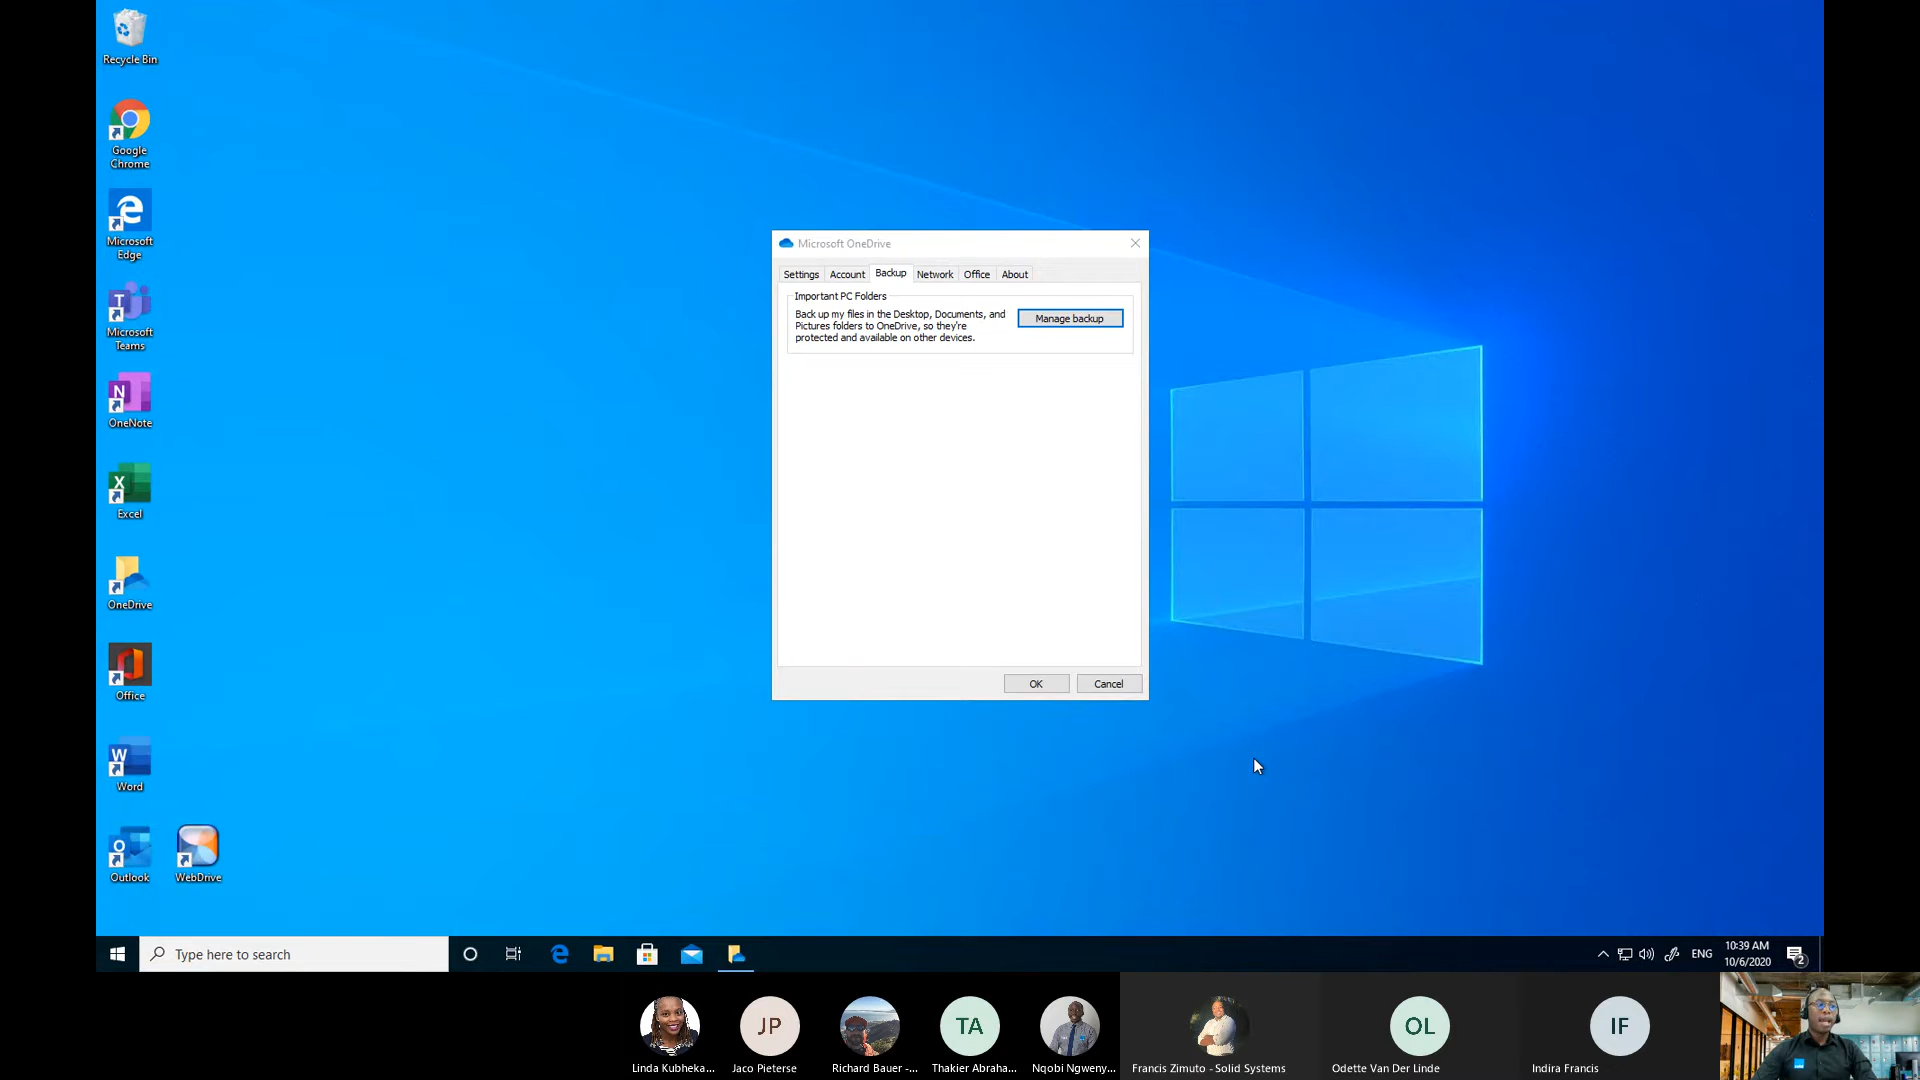 Recycle Bin
Google
Chrome
Microsoft
Edge
Microsoft
Teams
OneNote
Excel
OneDrive
Office
Word
Outlook
WebDrive
Microsoft OneDrive
Settings
Account
Backup
Network
Office
About
Important PC Folders
Back up my files in the Desktop, Documents, and
Pictures folders to OneDrive, so they're
protected and available on other devices.
Manage backup
OK
Cancel
Type here to search
ENG
10:39 AM
10/6/2020
2
JP
TA
OL
IF
Linda Kubheka...
Jaco Pieterse
Richard Bauer -...
Thakier Abraha...
Nqobi Ngweny...
Francis Zimuto - Solid Systems
Odette Van Der Linde
Indira Francis